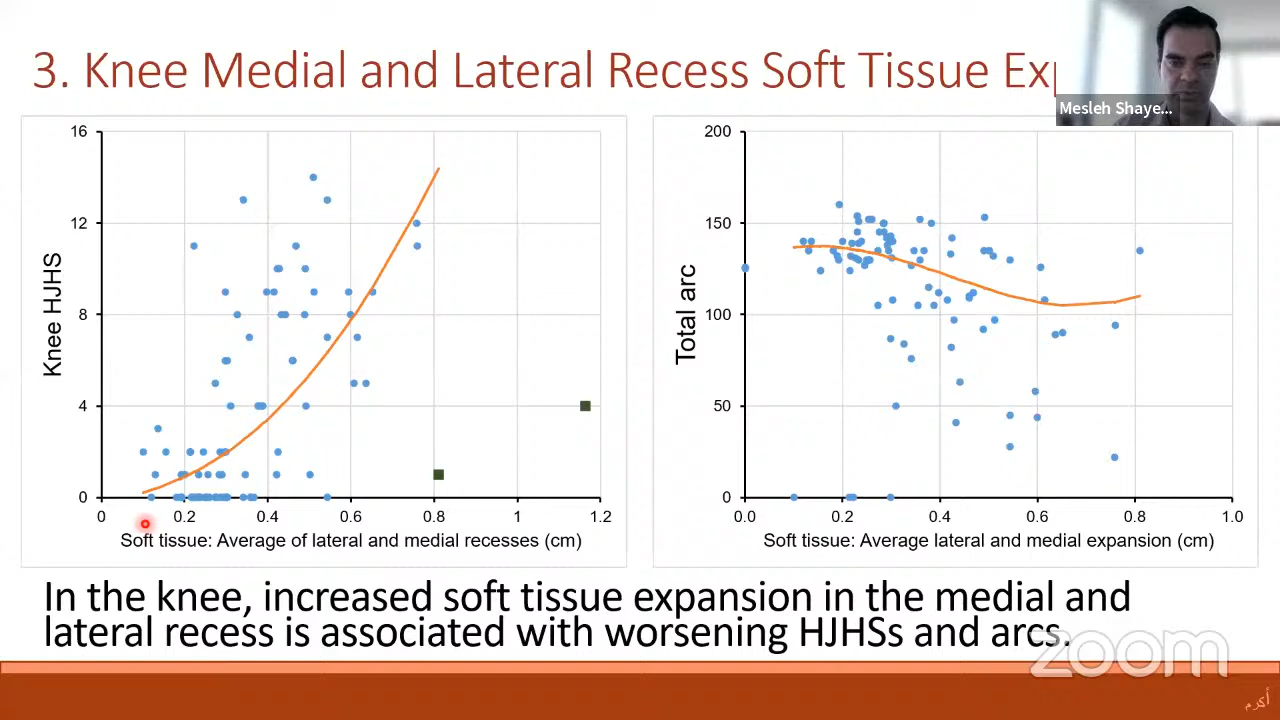 3. Knee Medial and Lateral Recess Soft Tissue Exp
Mesleh Shaye...
16
12
8
4
0
Knee HJHS
0 0.2 0.4 0.6 0.8 1 1.2
Soft tissue: Average of lateral and medial recesses (cm)
200
150
100
50
0
Total arc
0.0 0.2 0.4 0.6 0.8 1.0
Soft tissue: Average lateral and medial expansion (cm)
In the knee, increased soft tissue expansion in the medial and
lateral recess is associated with worsening HJHSs and arcs.
zoom
أكرم